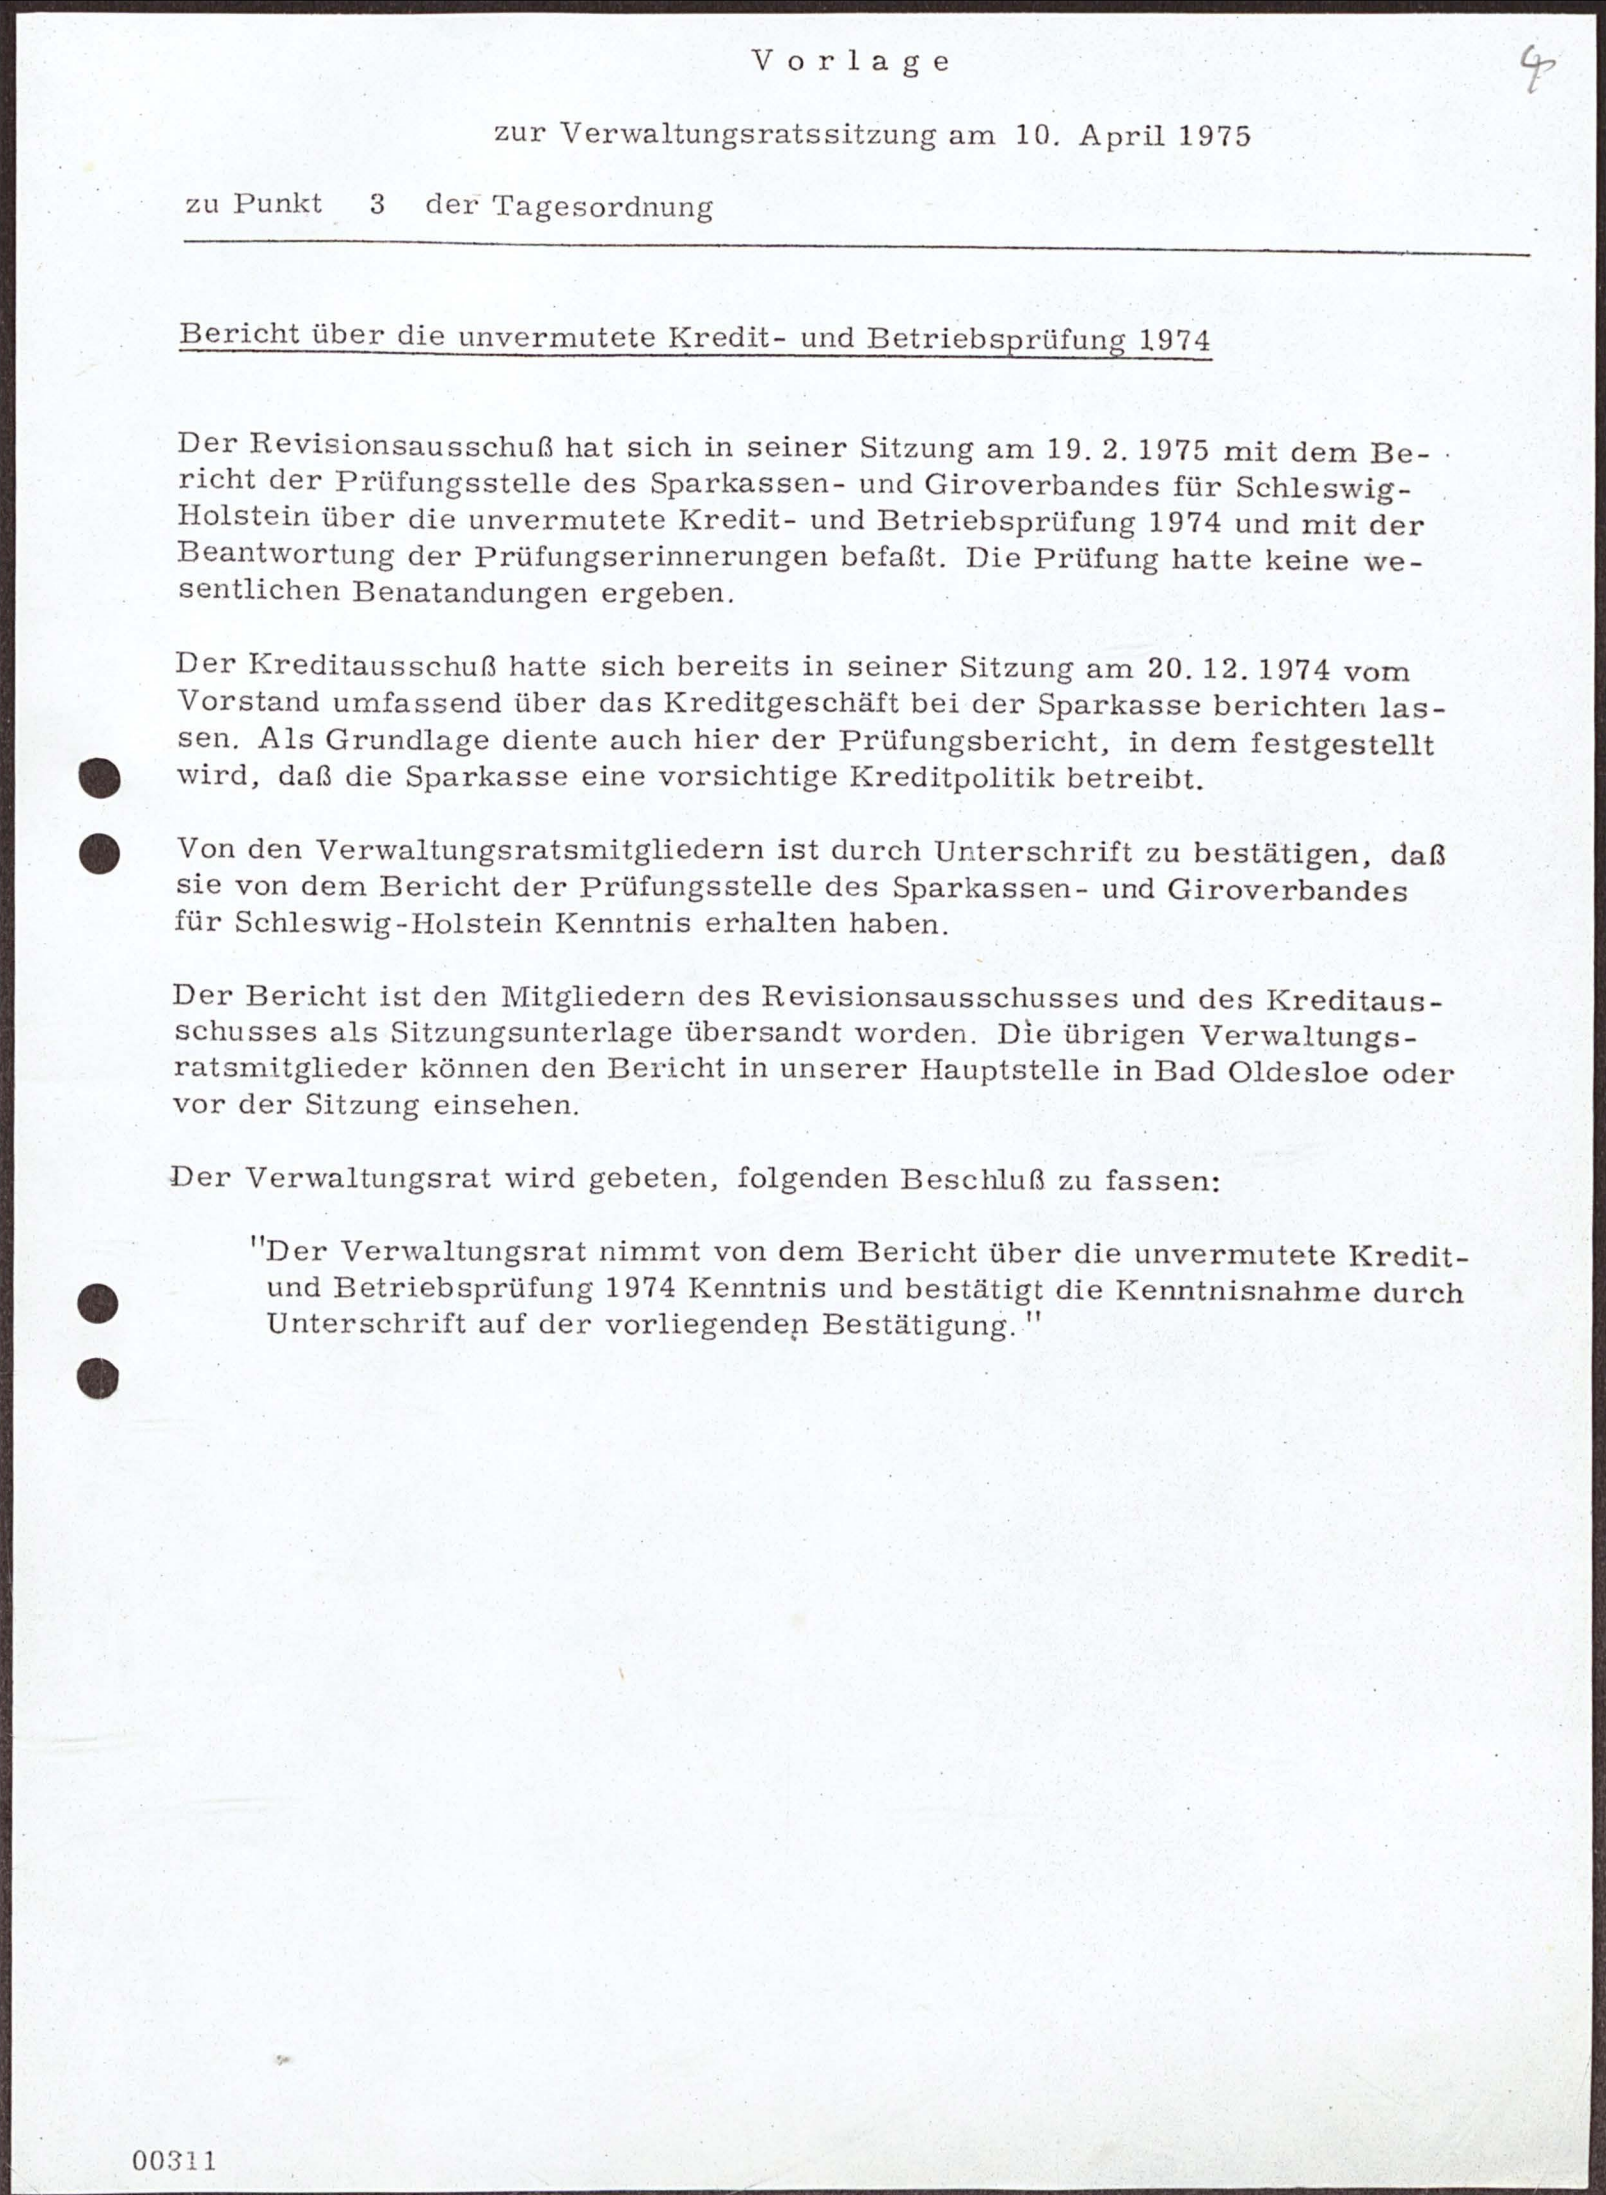 Vorlage
4
zur Verwaltungsratssitzung am 10. April 1975
zu Punkt 3 der Tagesordnung
Bericht über die unvermutete Kredit- und Betriebsprüfung 1974
Der Revisionsausschuß hat sich in seiner Sitzung am 19. 2. 1975 mit dem Be-
richt der Prüfungsstelle des Sparkassen- und Giroverbandes für Schleswig-
Holstein über die unvermutete Kredit- und Betriebsprüfung 1974 und mit der
Beantwortung der Prüfungserinnerungen befaßt. Die Prüfung hatte keine we-
sentlichen Benatandungen ergeben.
Der Kreditausschuß hatte sich bereits in seiner Sitzung am 20. 12. 1974 vom
Vorstand umfassend über das Kreditgeschäft bei der Sparkasse berichten las-
sen. Als Grundlage diente auch hier der Prüfungsbericht, in dem festgestellt
wird, daß die Sparkasse eine vorsichtige Kreditpolitik betreibt.
Von den Verwaltungsratsmitgliedern ist durch Unterschrift zu bestätigen, daß
sie von dem Bericht der Prüfungsstelle des Sparkassen- und Giroverbandes
für Schleswig-Holstein Kenntnis erhalten haben.
Der Bericht ist den Mitgliedern des Revisionsausschusses und des Kreditaus-
schusses als Sitzungsunterlage übersandt worden. Die übrigen Verwaltungs-
ratsmitglieder können den Bericht in unserer Hauptstelle in Bad Oldesloe oder
vor der Sitzung einsehen.
Der Verwaltungsrat wird gebeten, folgenden Beschluß zu fassen:
"Der Verwaltungsrat nimmt von dem Bericht über die unvermutete Kredit-
und Betriebsprüfung 1974 Kenntnis und bestätigt die Kenntnisnahme durch
Unterschrift auf der vorliegenden Bestätigung."
00311